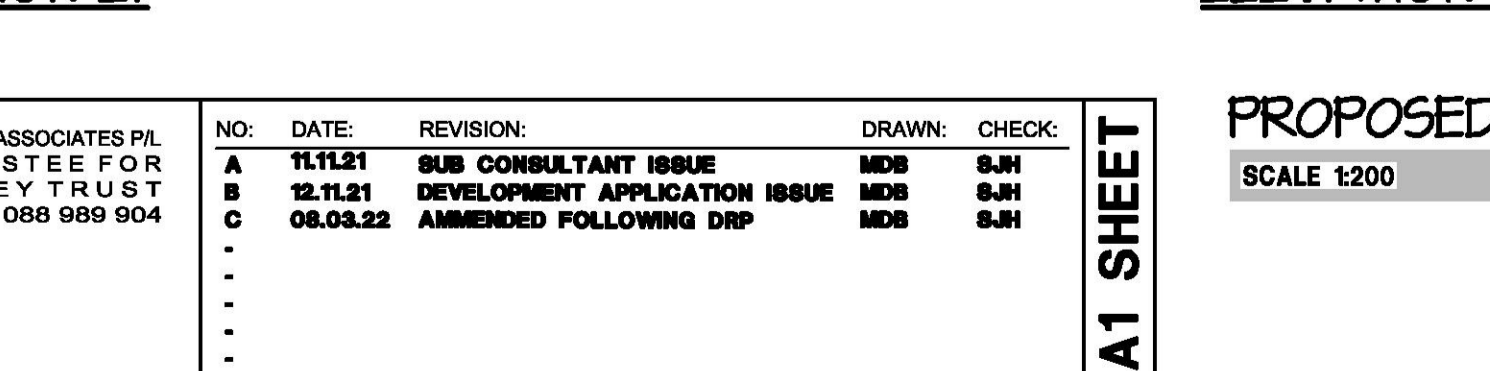 ASSOCIATES P/L
STEE FOR
EY TRUST
088 989 904
NO: DATE: REVISION: DRAWN: CHECK:
A 11.11.21 SUB CONSULTANT ISSUE MDB SJH
B 12.11.21 DEVELOPMENT APPLICATION ISSUE MDB SJH
C 08.03.22 AMMENDED FOLLOWING DRP MDB SJH
-
-
-
-
-
A1 SHEET
PROPOSED
SCALE 1:200